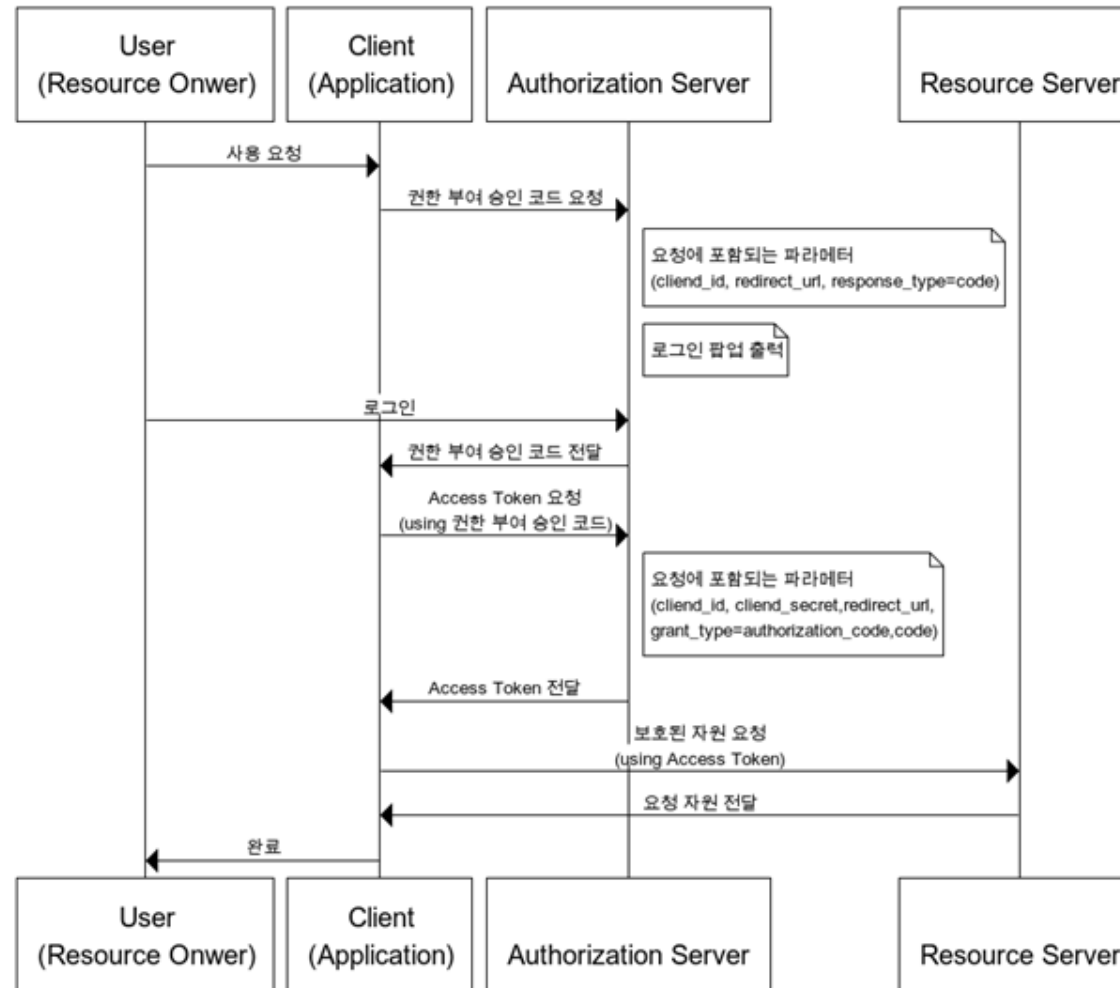 User
(Resource Onwer)
Client
(Application)
Authorization Server
Resource Server
사용 요청
권한 부여 승인 코드 요청
요청에 포함되는 파라메터
(cliend_id, redirect_url, response_type=code)
로그인 팝업 출력
로그인
권한 부여 승인 코드 전달
Access Token 요청
(using 권한 부여 승인 코드)
요청에 포함되는 파라메터
(cliend_id, cliend_secret,redirect_url,
grant_type=authorization_code,code)
Access Token 전달
보호된 자원 요청
(using Access Token)
요청 자원 전달
완료
User
(Resource Onwer)
Client
(Application)
Authorization Server
Resource Server